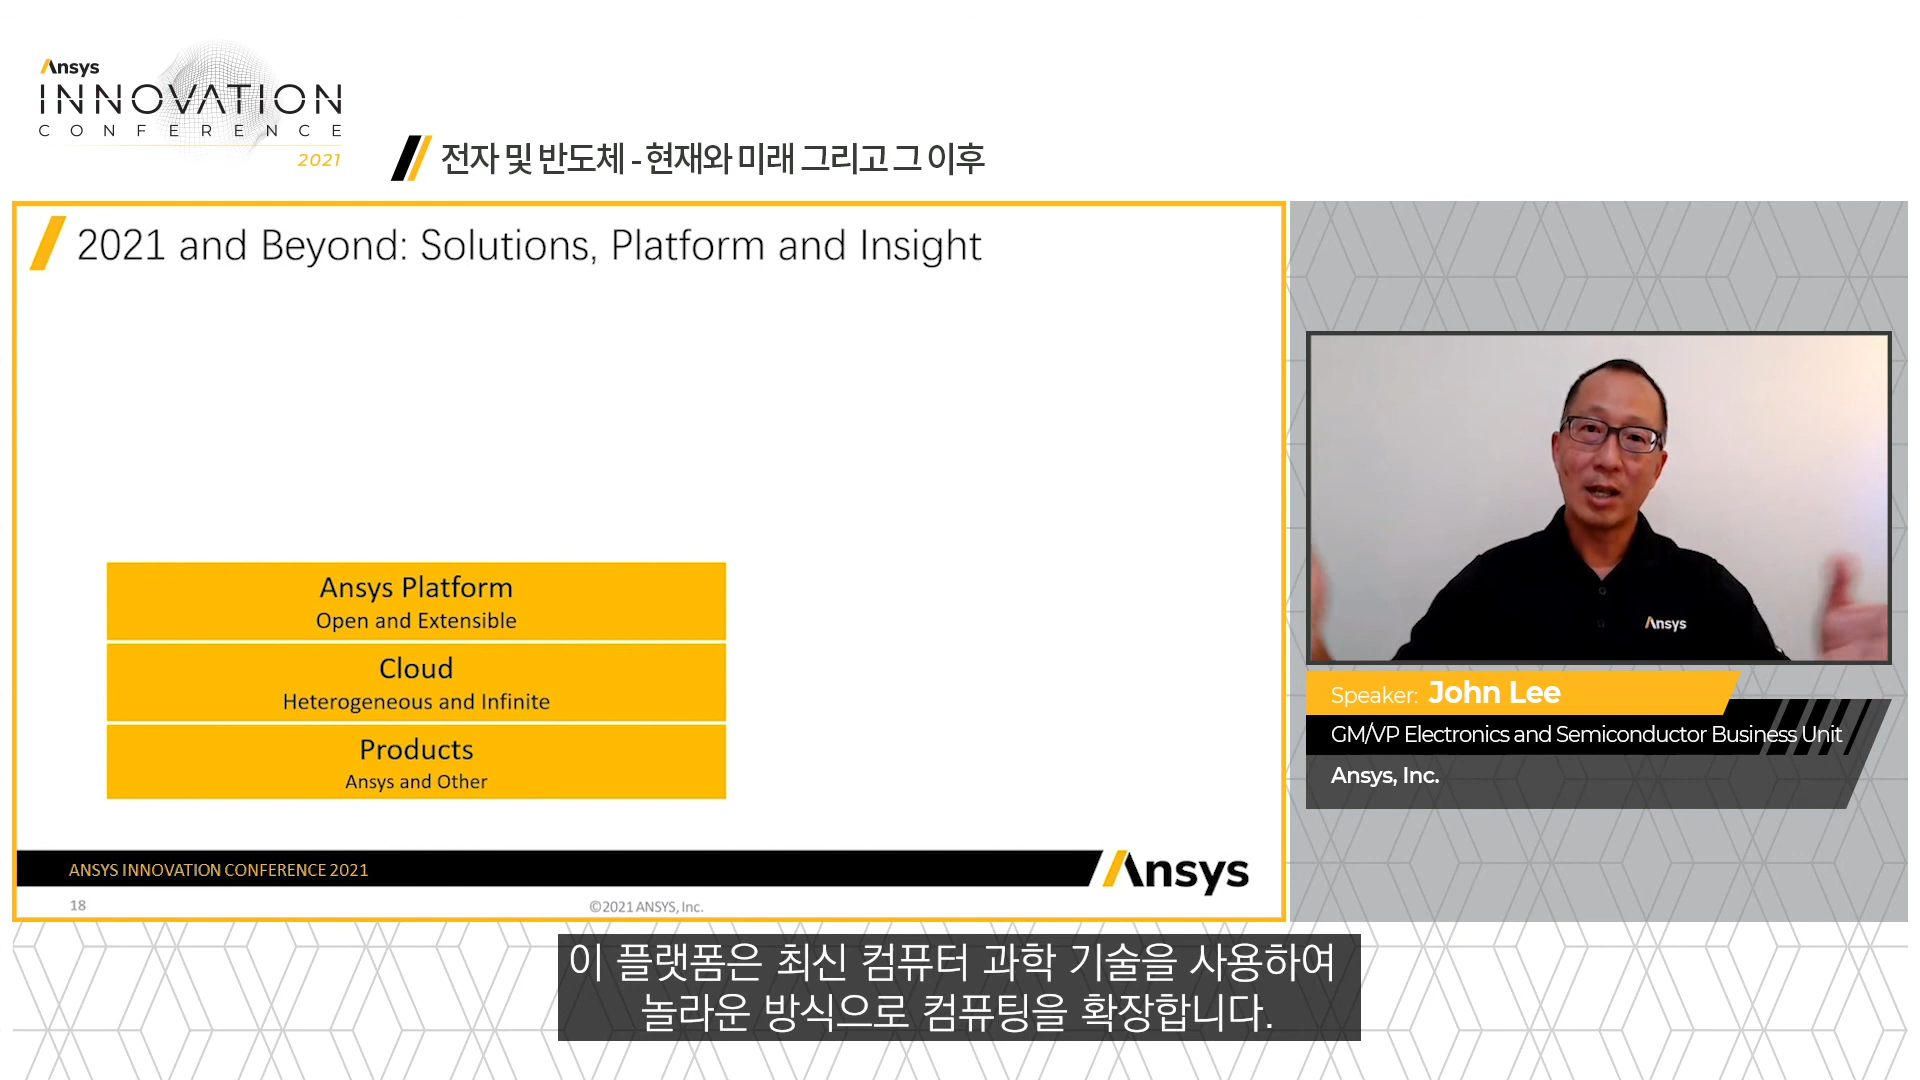 Ansys
INNOVATION
CONFERENCE
2021
전자 및 반도체 - 현재와 미래 그리고 그 이후
2021 and Beyond: Solutions, Platform and Insight
Ansys Platform
Open and Extensible
Cloud
Heterogeneous and Infinite
Products
Ansys and Other
ANSYS INNOVATION CONFERENCE 2021
Ansys
18
©2021 ANSYS, Inc.
Ansys
Speaker: John Lee
GM/VP Electronics and Semiconductor Business Unit
Ansys, Inc.
이 플랫폼은 최신 컴퓨터 과학 기술을 사용하여
놀라운 방식으로 컴퓨팅을 확장합니다.